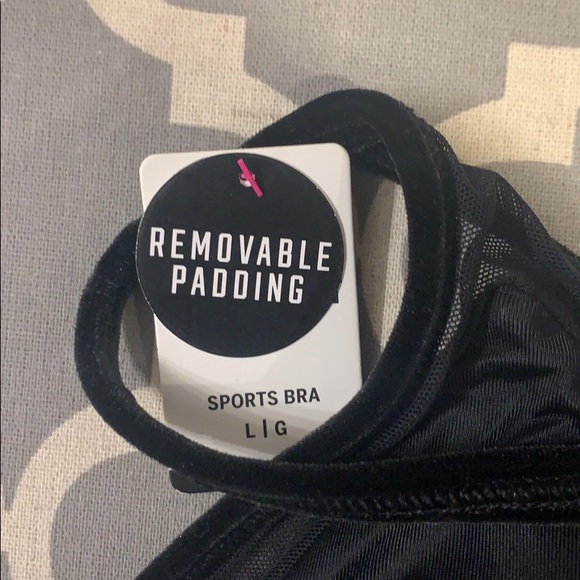 REMOVABLE
PADDING
SPORTS BRA
L|G